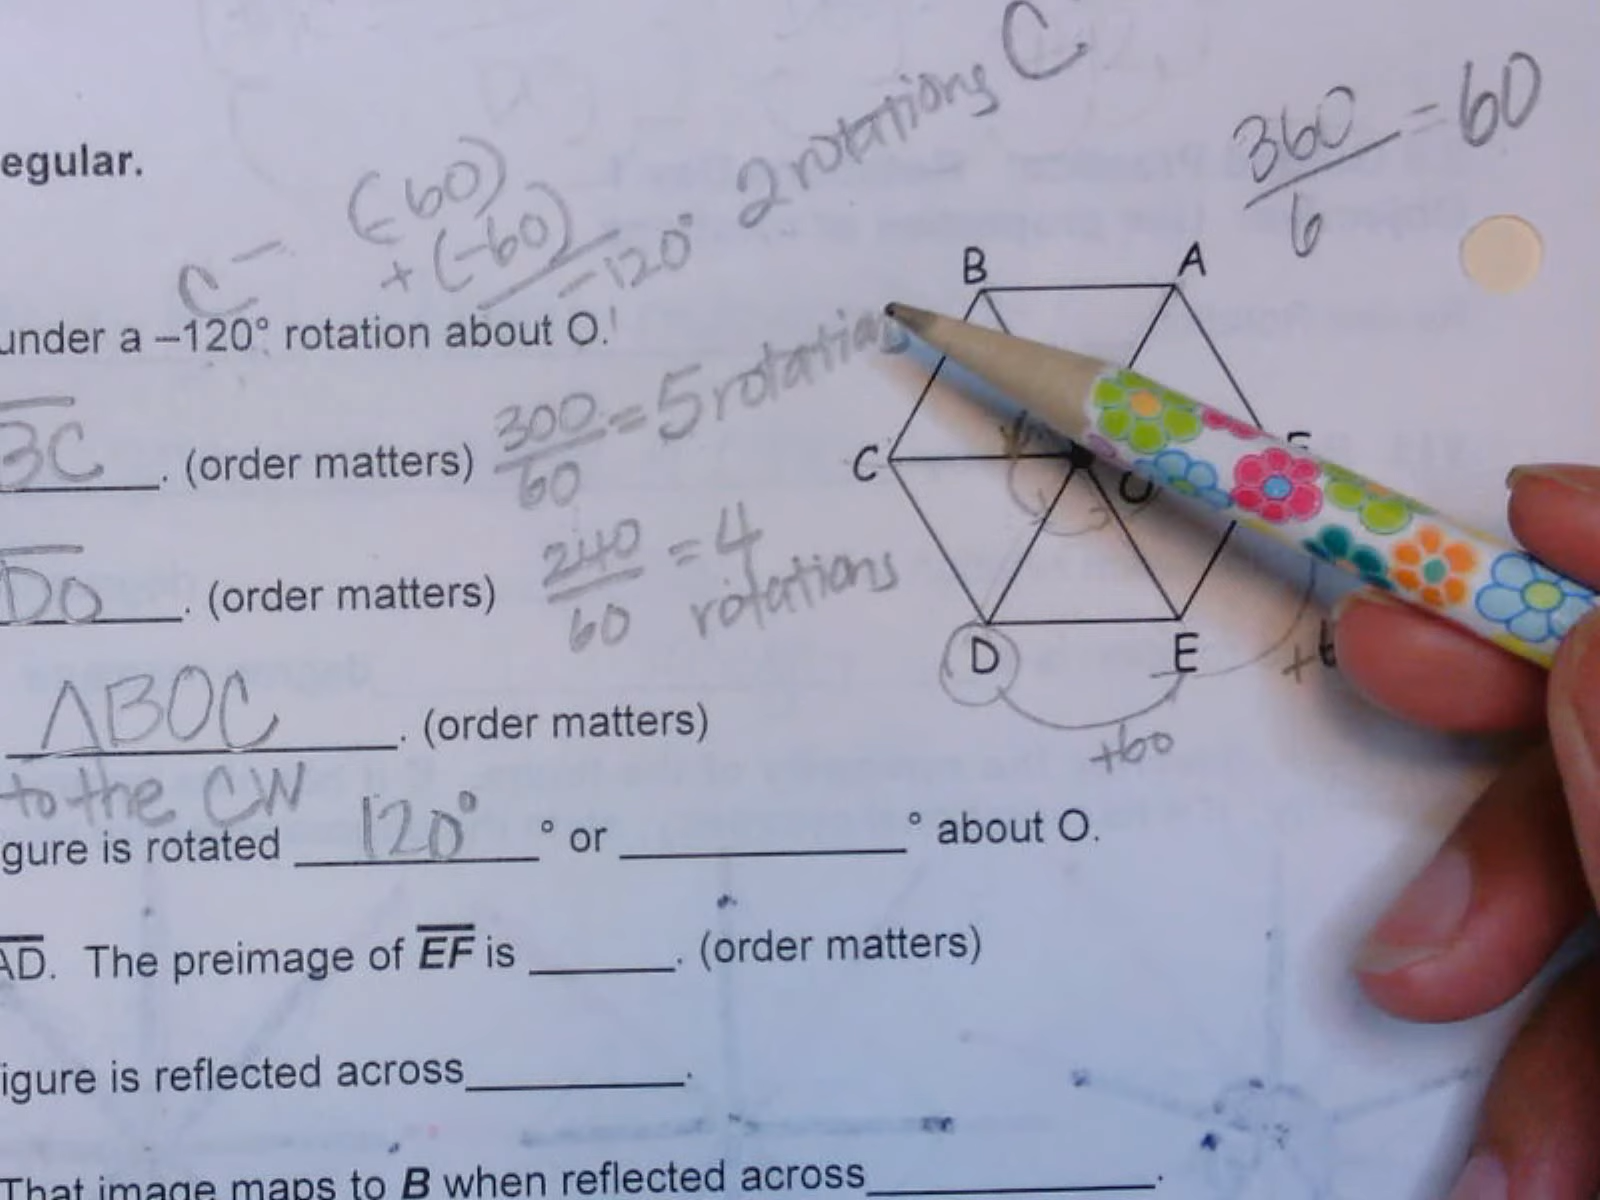 egular.
(-60)
+(-60)
-120° 2 rotations C
360/6 = 60
C
under a –120° rotation about O.
B A
BC . (order matters) 300/60 = 5 rotations
C O
DO . (order matters) 240/60 = 4 rotations
D E
+60
ΔBOC . (order matters)
to the CW
gure is rotated 120° ° or ° about O.
AD. The preimage of EF is . (order matters)
igure is reflected across .
That image maps to B when reflected across .